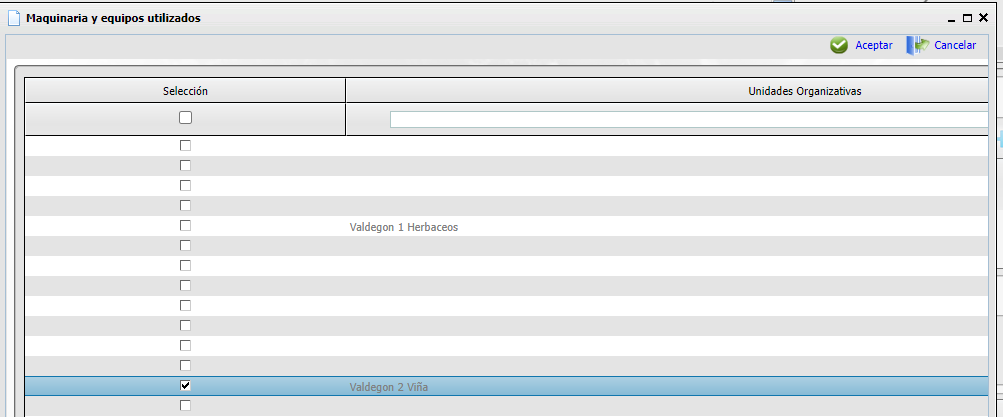 Maquinaria y equipos utilizados
Aceptar
Cancelar
Selección
Unidades Organizativas
Valdegon 1 Herbaceos
Valdegon 2 Viña